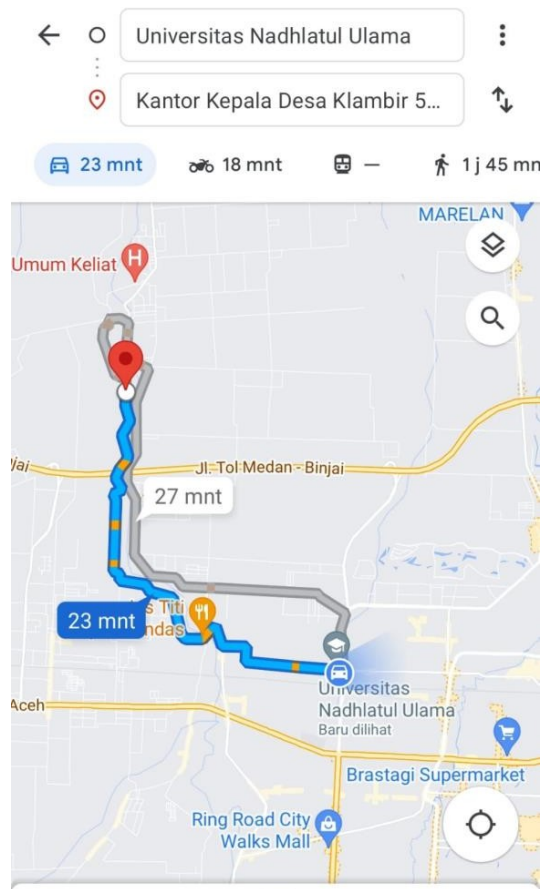 Universitas Nadhlatul Ulama
Kantor Kepala Desa Klambir 5...
23 mnt
18 mnt
—
1 j 45 mn
MARELAN
Umum Keliat
H
Jl. Tol Medan - Binjai
27 mnt
Titi
23 mnt
Universitas
Nadhlatul Ulama
Baru dilihat
Aceh
Brastagi Supermarket
Ring Road City
Walks Mall